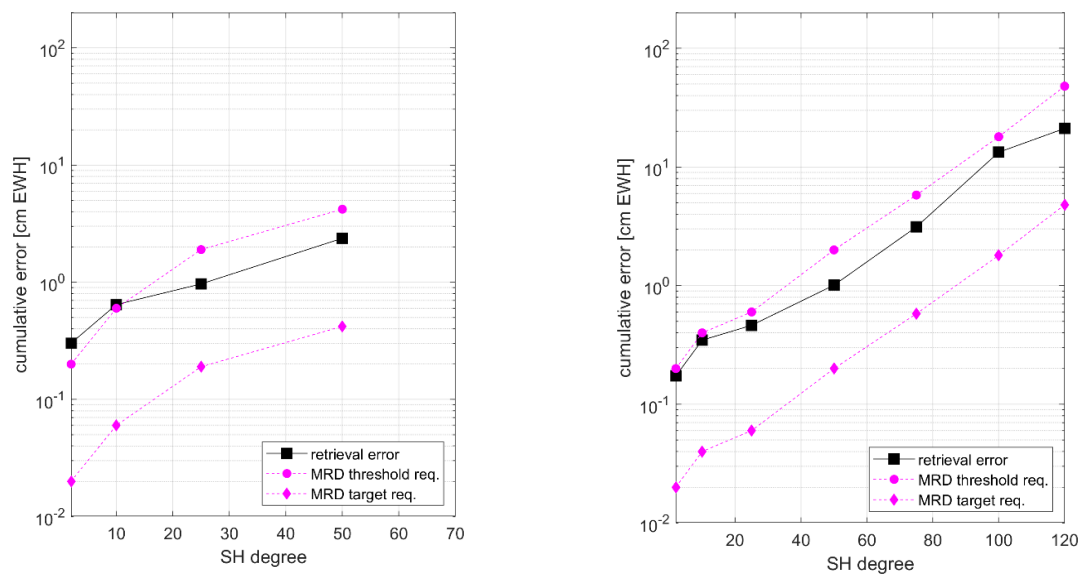 10^2
10^1
10^0
10^-1
10^-2
cumulative error [cm EWH]
10 20 30 40 50 60 70
SH degree
retrieval error
MRD threshold req.
MRD target req.
10^2
10^1
10^0
10^-1
10^-2
cumulative error [cm EWH]
20 40 60 80 100 120
SH degree
retrieval error
MRD threshold req.
MRD target req.